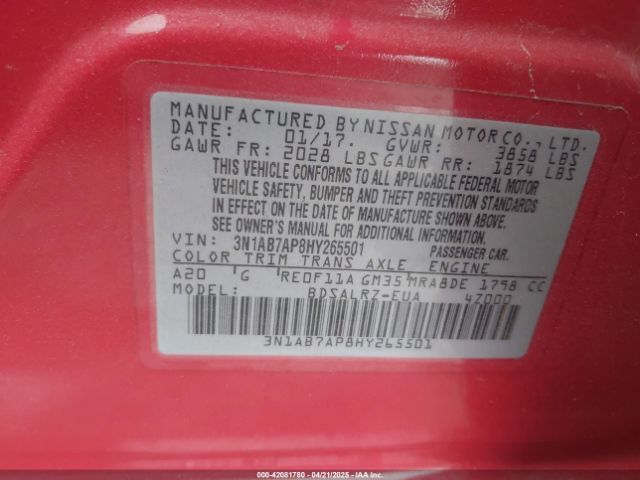 MANUFACTURED BY NISSAN MOTOR CO., LTD.
DATE: 01/17. GVWR: 3858 LBS
GAWR FR: 2028 LBS GAWR RR: 1874 LBS
THIS VEHICLE CONFORMS TO ALL APPLICABLE FEDERAL MOTOR
VEHICLE SAFETY, BUMPER AND THEFT PREVENTION STANDARDS
IN EFFECT ON THE DATE OF MANUFACTURE SHOWN ABOVE.
SEE OWNER'S MANUAL FOR ADDITIONAL INFORMATION.
VIN: 3N1AB7AP8HY265501 PASSENGER CAR.
COLOR TRIM TRANS AXLE ENGINE
A20 G RE0F11A GM35 MRA8DE 1798 CC
BDSALRZ-EUA 4Z000
3N1AB7AP8HY265501
000-42081780 - 04/21/2025 - IAA Inc. Copyright